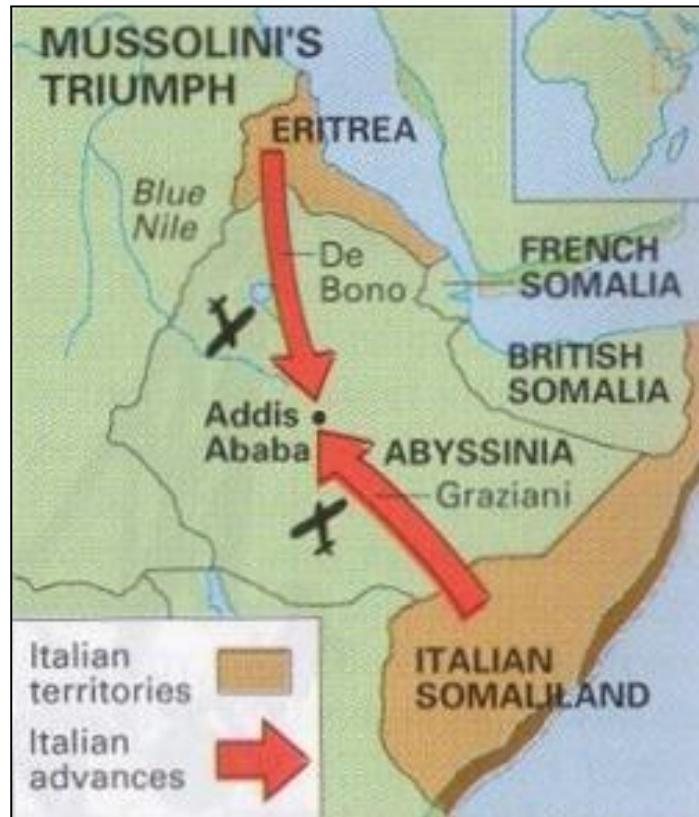 MUSSOLINI'S
TRIUMPH
ERITREA
Blue
Nile
De
Bono
FRENCH
SOMALIA
BRITISH
SOMALIA
Addis
Ababa
ABYSSINIA
Graziani
ITALIAN
SOMALILAND
Italian
territories
Italian
advances